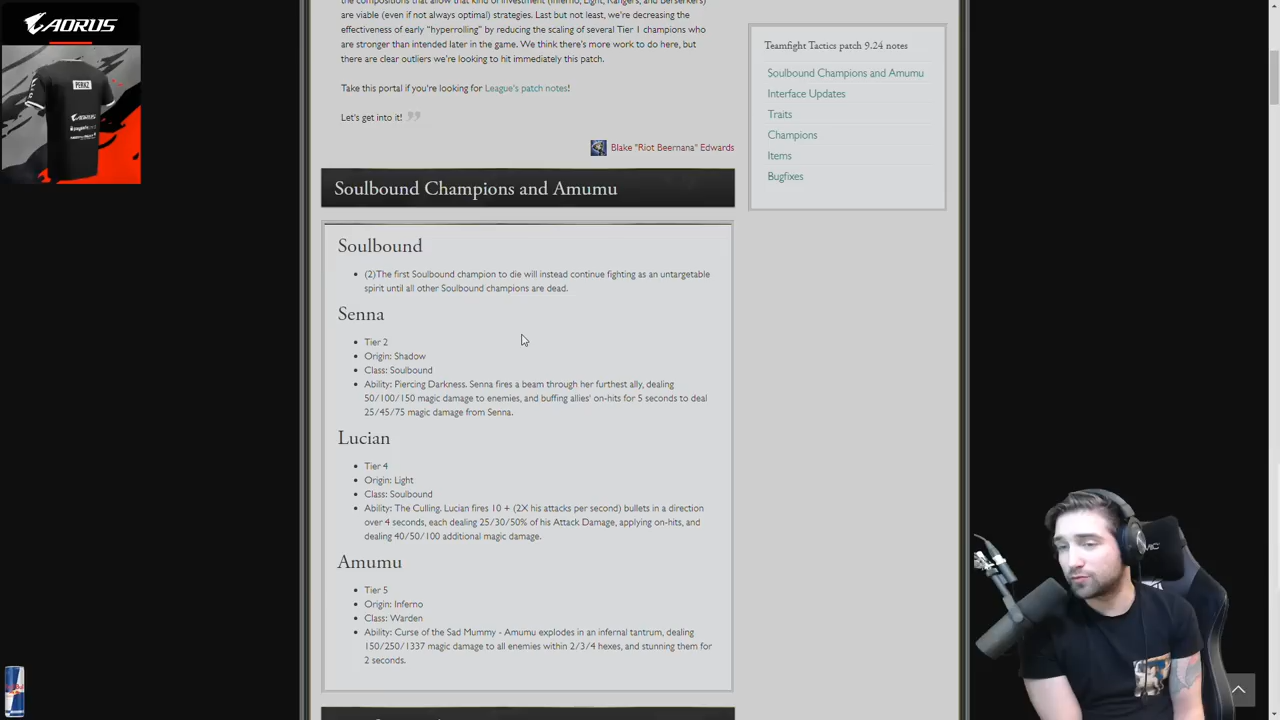 the compositions that allow that kind of investment (Inferno, Light, Rangers, and Berserkers)
are viable (even if not always optimal) strategies. Last but not least, we're decreasing the
effectiveness of early "hyperrolling" by reducing the scaling of several Tier 1 champions who
are stronger than intended later in the game. We think there's more work to do here, but
there are clear outliers we're looking to hit immediately this patch.
Take this portal if you're looking for League's patch notes!
Let's get into it!
Blake "Riot Beernana" Edwards
Soulbound Champions and Amumu
Soulbound
(2)The first Soulbound champion to die will instead continue fighting as an untargetable
spirit until all other Soulbound champions are dead.
Senna
Tier 2
Origin: Shadow
Class: Soulbound
Ability: Piercing Darkness. Senna fires a beam through her furthest ally, dealing
50/100/150 magic damage to enemies, and buffing allies' on-hits for 5 seconds to deal
25/45/75 magic damage from Senna.
Lucian
Tier 4
Origin: Light
Class: Soulbound
Ability: The Culling. Lucian fires 10 + (2X his attacks per second) bullets in a direction
over 4 seconds, each dealing 25/30/50% of his Attack Damage, applying on-hits, and
dealing 40/50/100 additional magic damage.
Amumu
Tier 5
Origin: Inferno
Class: Warden
Ability: Curse of the Sad Mummy - Amumu explodes in an infernal tantrum, dealing
150/250/1337 magic damage to all enemies within 2/3/4 hexes, and stunning them for
2 seconds.
Teamfight Tactics patch 9.24 notes
Soulbound Champions and Amumu
Interface Updates
Traits
Champions
Items
Bugfixes
AORUS
PERKZ
AORUS